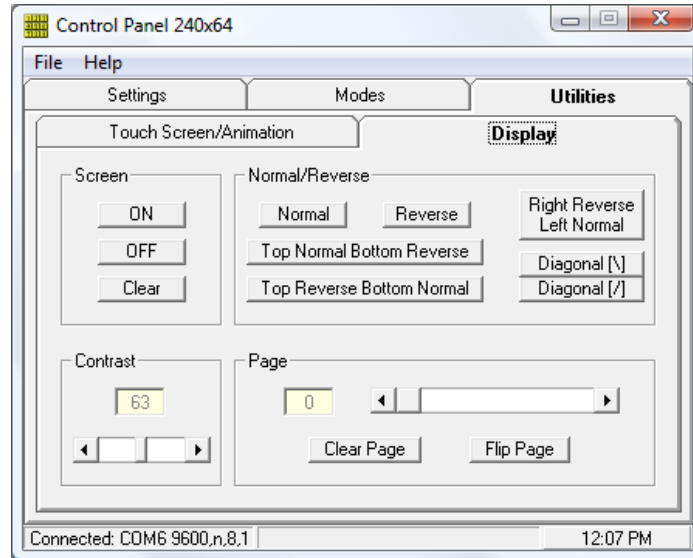 Control Panel 240x64
File Help
Settings Modes Utilities
Touch Screen/Animation Display
Screen
ON
OFF
Clear
Normal/Reverse
Normal Reverse
Top Normal Bottom Reverse
Top Reverse Bottom Normal
Right Reverse
Left Normal
Diagonal [\]
Diagonal [/]
Contrast
63
Page
0
Clear Page Flip Page
Connected: COM6 9600,n,8,1 12:07 PM